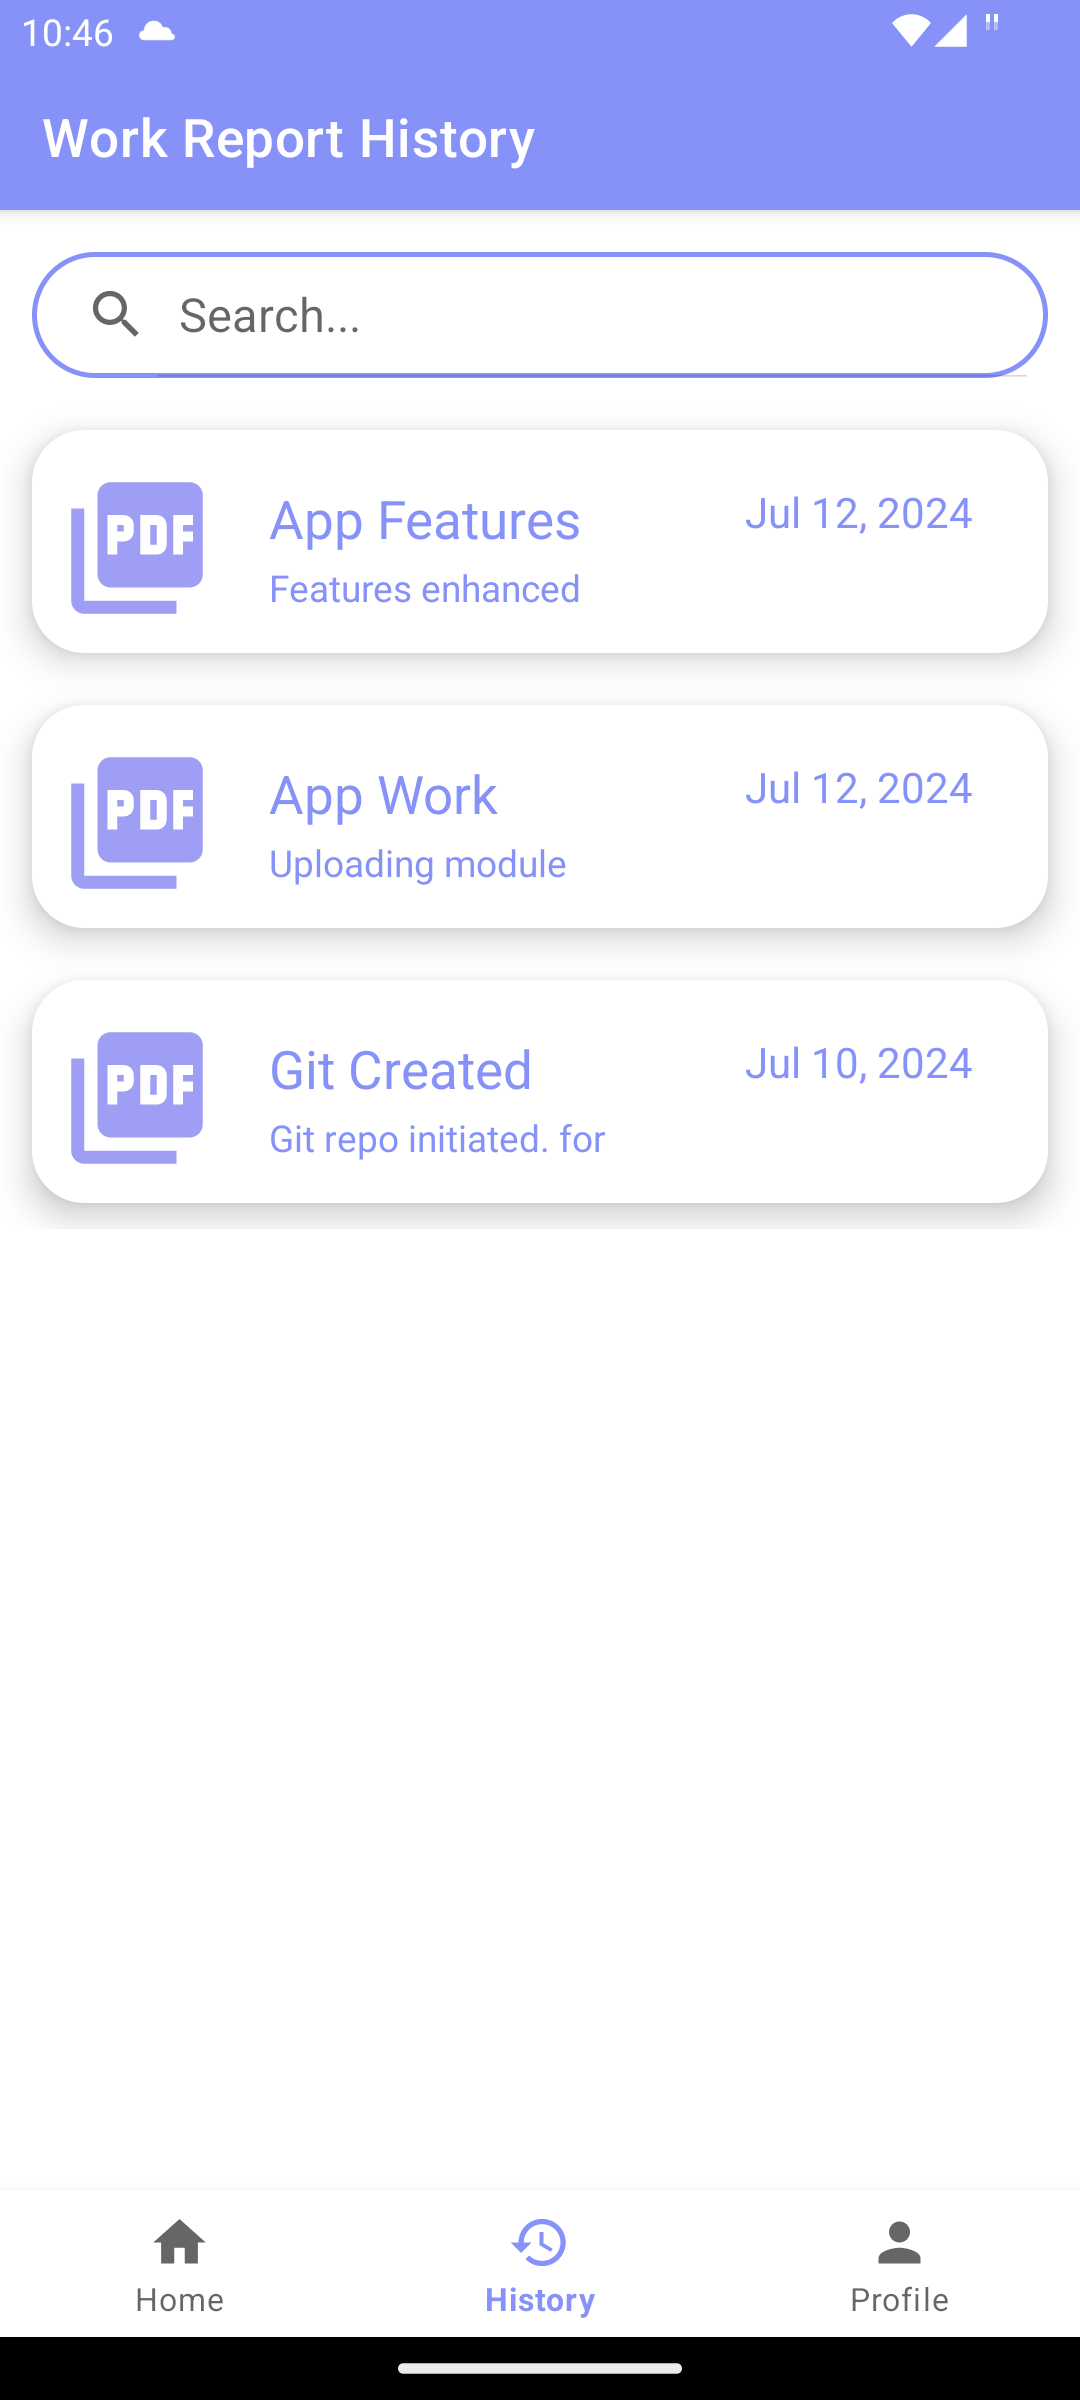 10:46
Work Report History
Search...
PDF
App Features
Jul 12, 2024
Features enhanced
PDF
App Work
Jul 12, 2024
Uploading module
PDF
Git Created
Jul 10, 2024
Git repo initiated. for
Home
History
Profile